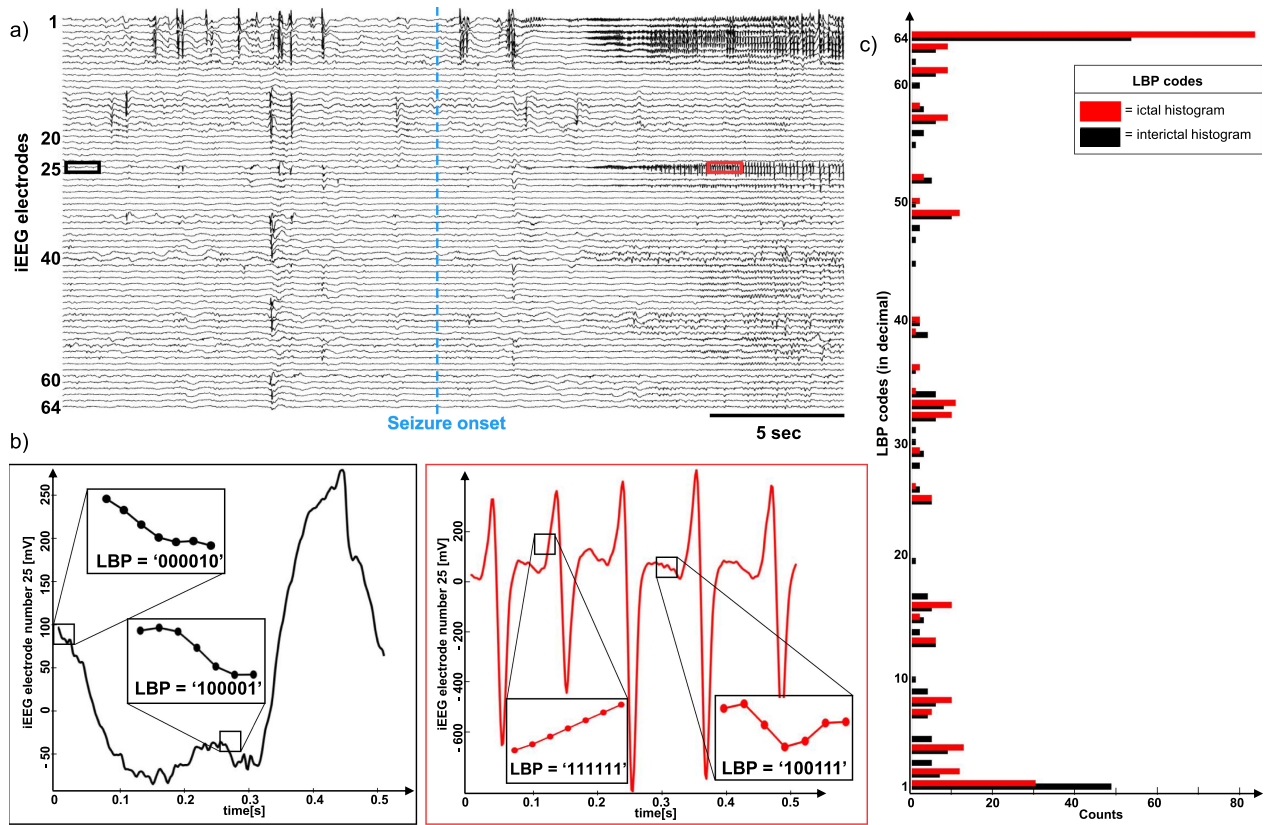 a)
1
20
25
40
60
64
iEEG electrodes
Seizure onset
5 sec
b)
iEEG electrode number 25 [mV]
250
200
150
100
50
0
- 50
0
0.1
0.2
0.3
0.4
0.5
time[s]
LBP = ‘000010’
LBP = ‘100001’
iEEG electrode number 25 [mV]
200
0
- 200
- 400
- 600
0
0.1
0.2
0.3
0.4
0.5
time[s]
LBP = ‘111111’
LBP = ‘100111’
c)
LBP codes (in decimal)
64
60
50
40
30
20
10
1
0
20
40
60
80
Counts
LBP codes
= ictal histogram
= interictal histogram